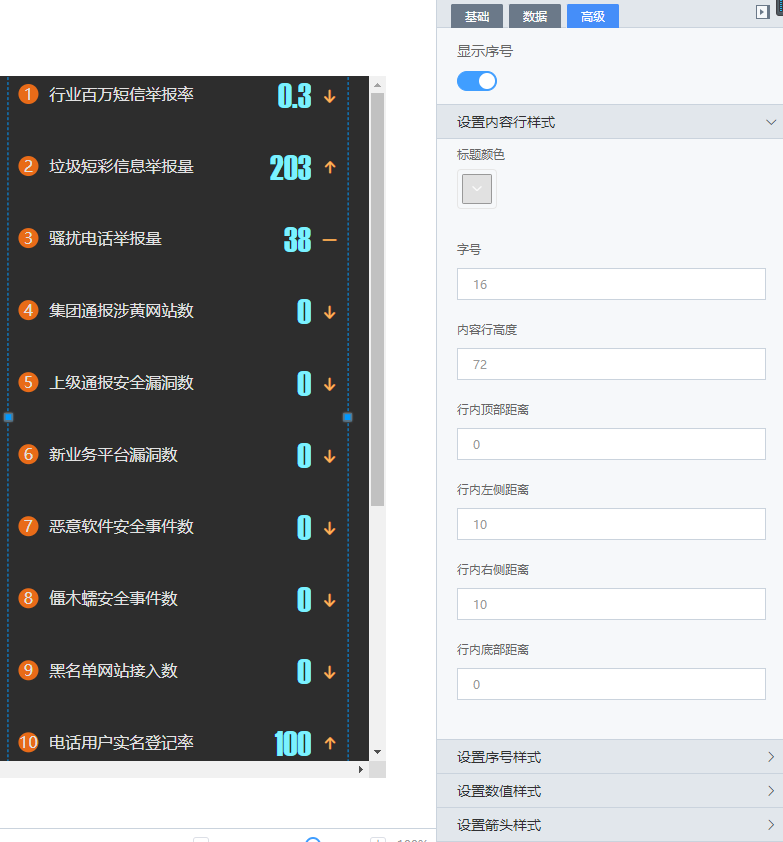 1 行业百万短信举报率 0.3
2 垃圾短彩信息举报量 203
3 骚扰电话举报量 38
4 集团通报涉黄网站数 0
5 上级通报安全漏洞数 0
6 新业务平台漏洞数 0
7 恶意软件安全事件数 0
8 僵木蠕安全事件数 0
9 黑名单网站接入数 0
10 电话用户实名登记率 100
基础 数据 高级
显示序号
设置内容行样式
标题颜色
字号
16
内容行高度
72
行内顶部距离
0
行内左侧距离
10
行内右侧距离
10
行内底部距离
0
设置序号样式
设置数值样式
设置箭头样式